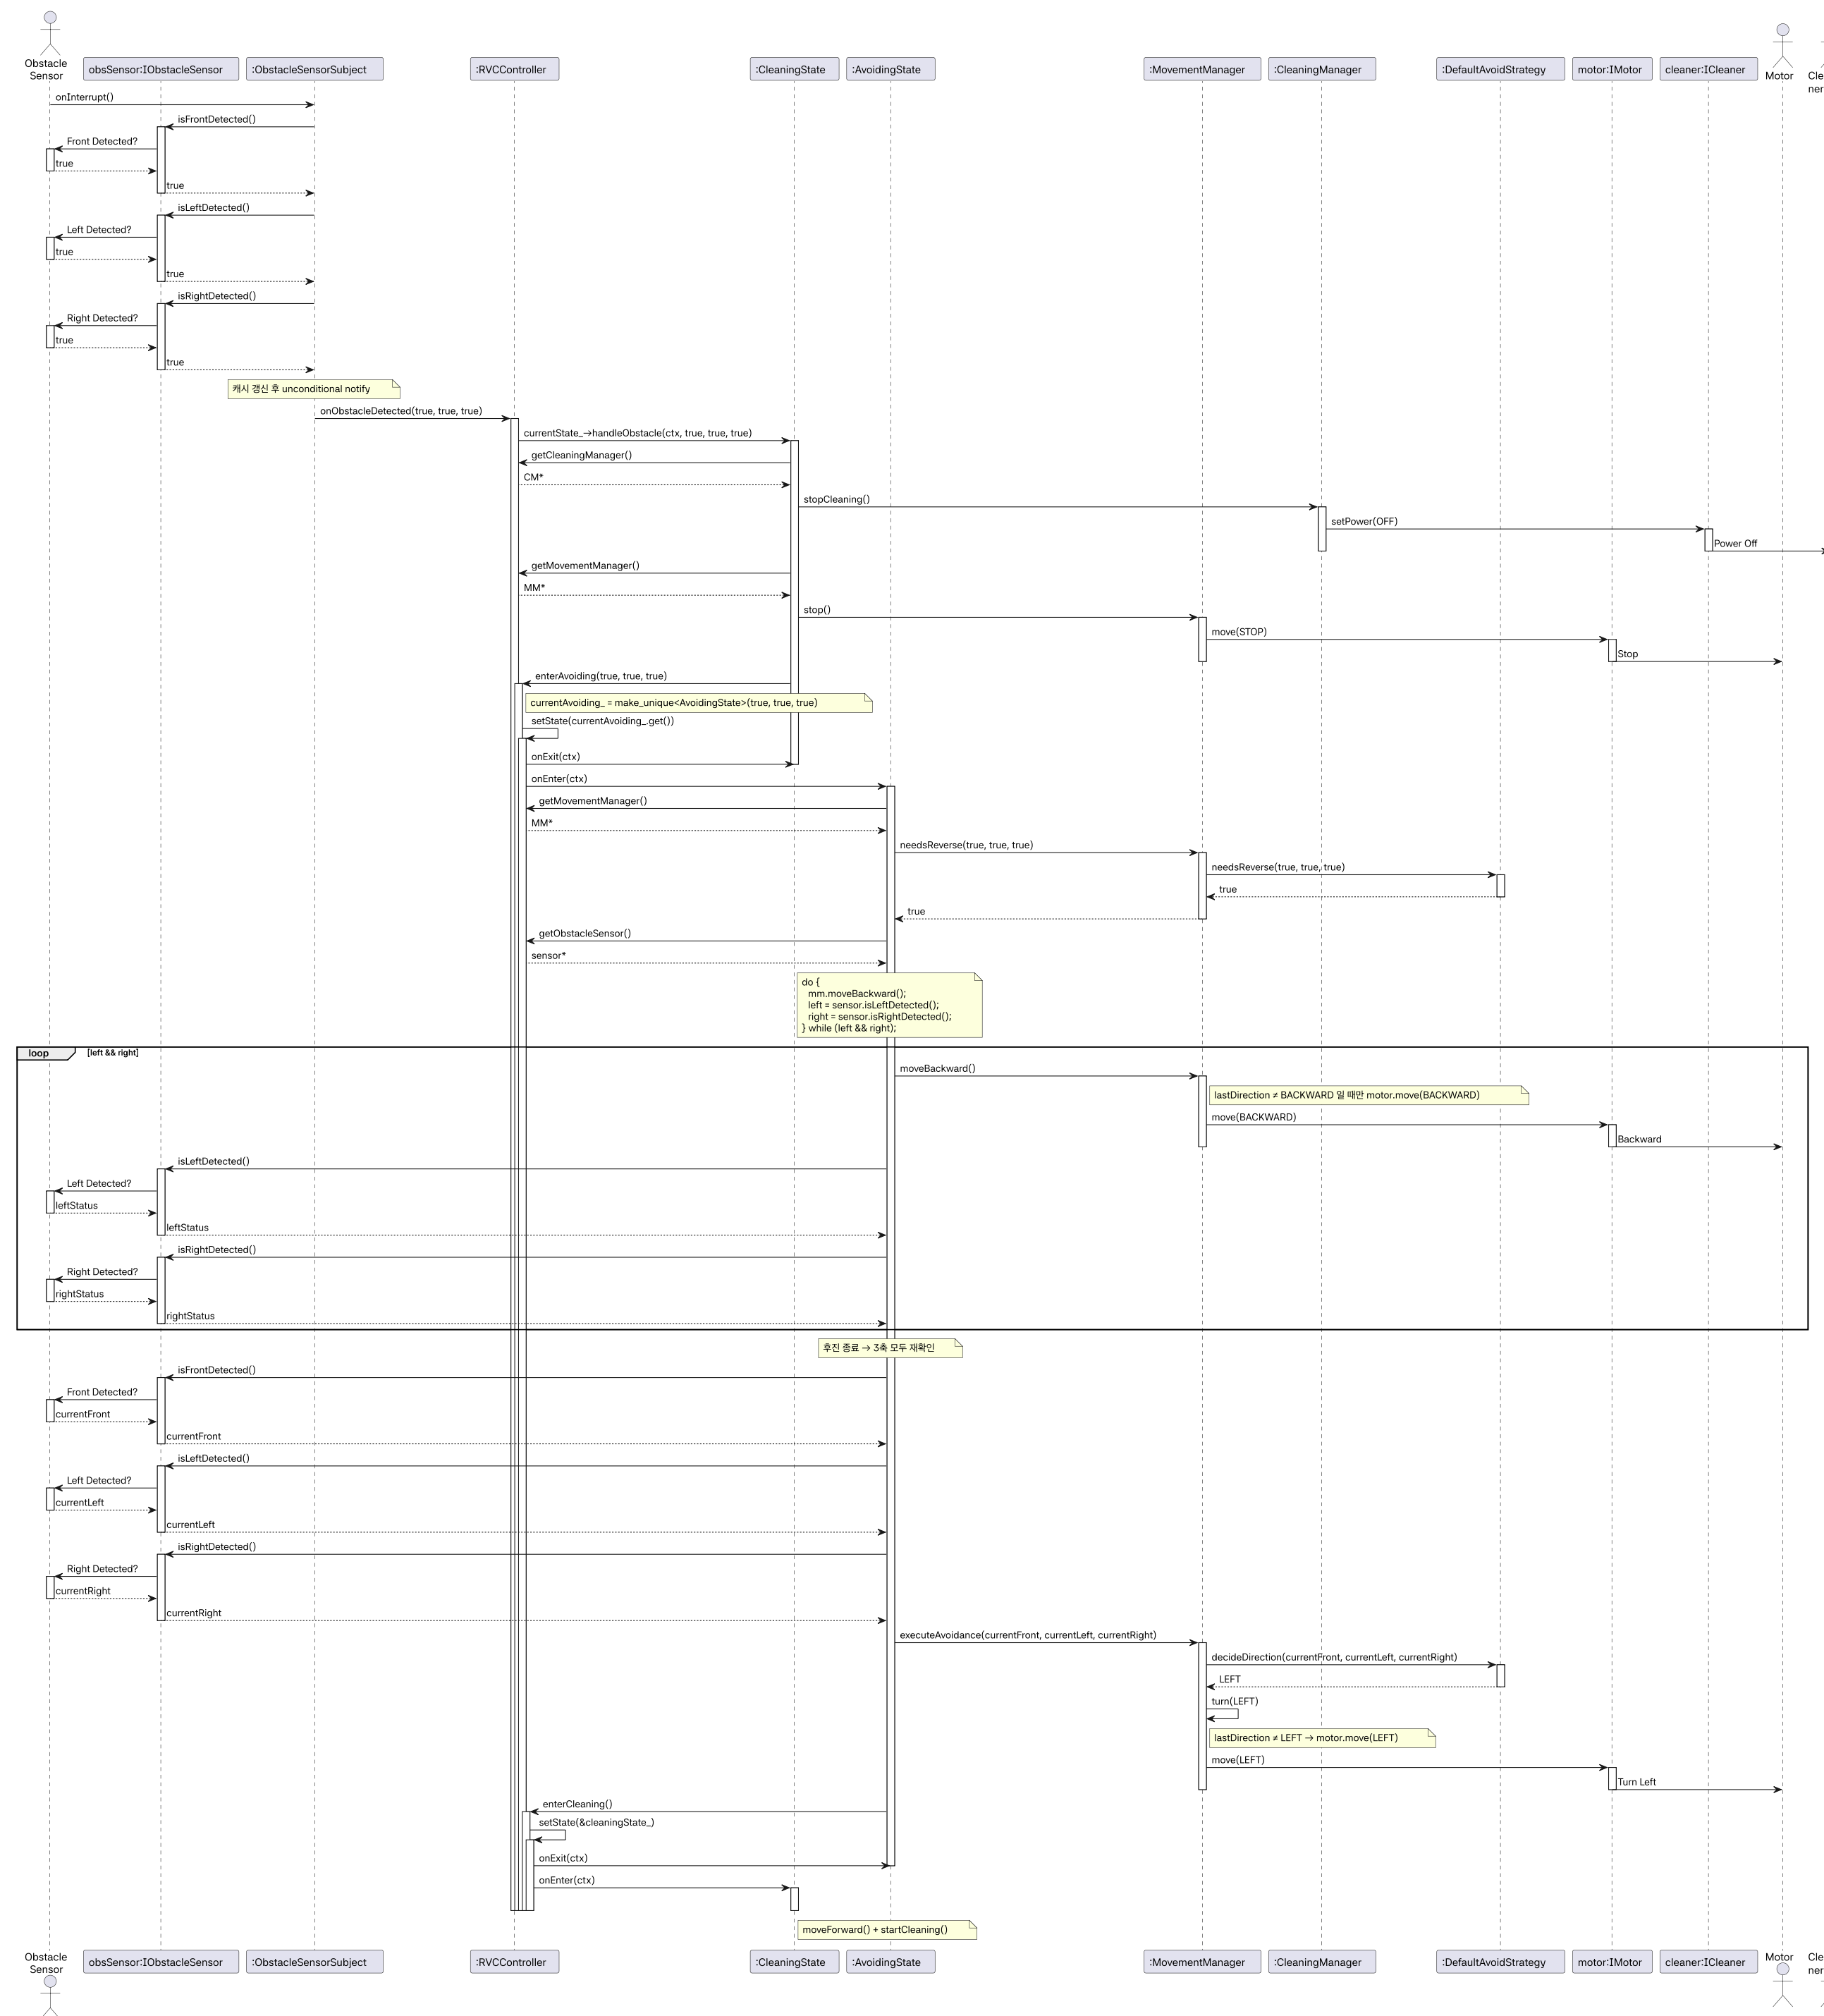 Obstacle
Sensor
obsSensor:IObstacleSensor
:ObstacleSensorSubject
:RVCController
:CleaningState
:AvoidingState
:MovementManager
:CleaningManager
:DefaultAvoidStrategy
motor:IMotor
cleaner:ICleaner
Motor
Cle
ner
onInterrupt()
isFrontDetected()
Front Detected?
true
true
isLeftDetected()
Left Detected?
true
true
isRightDetected()
Right Detected?
true
true
캐시 갱신 후 unconditional notify
onObstacleDetected(true, true, true)
currentState_→handleObstacle(ctx, true, true, true)
getCleaningManager()
CM*
stopCleaning()
setPower(OFF)
Power Off
getMovementManager()
MM*
stop()
move(STOP)
Stop
enterAvoiding(true, true, true)
currentAvoiding_ = make_unique<AvoidingState>(true, true, true)
setState(currentAvoiding_.get())
onExit(ctx)
onEnter(ctx)
getMovementManager()
MM*
needsReverse(true, true, true)
needsReverse(true, true, true)
true
true
getObstacleSensor()
sensor*
do {
mm.moveBackward();
left = sensor.isLeftDetected();
right = sensor.isRightDetected();
} while (left && right);
loop [left && right]
moveBackward()
lastDirection ≠ BACKWARD 일 때만 motor.move(BACKWARD)
move(BACKWARD)
Backward
isLeftDetected()
Left Detected?
leftStatus
leftStatus
isRightDetected()
Right Detected?
rightStatus
rightStatus
후진 종료 → 3축 모두 재확인
isFrontDetected()
Front Detected?
currentFront
currentFront
isLeftDetected()
Left Detected?
currentLeft
currentLeft
isRightDetected()
Right Detected?
currentRight
currentRight
executeAvoidance(currentFront, currentLeft, currentRight)
decideDirection(currentFront, currentLeft, currentRight)
LEFT
turn(LEFT)
lastDirection ≠ LEFT → motor.move(LEFT)
move(LEFT)
Turn Left
enterCleaning()
setState(&cleaningState_)
onExit(ctx)
onEnter(ctx)
moveForward() + startCleaning()
Obstacle
Sensor
obsSensor:IObstacleSensor
:ObstacleSensorSubject
:RVCController
:CleaningState
:AvoidingState
:MovementManager
:CleaningManager
:DefaultAvoidStrategy
motor:IMotor
cleaner:ICleaner
Motor
Cle
ner